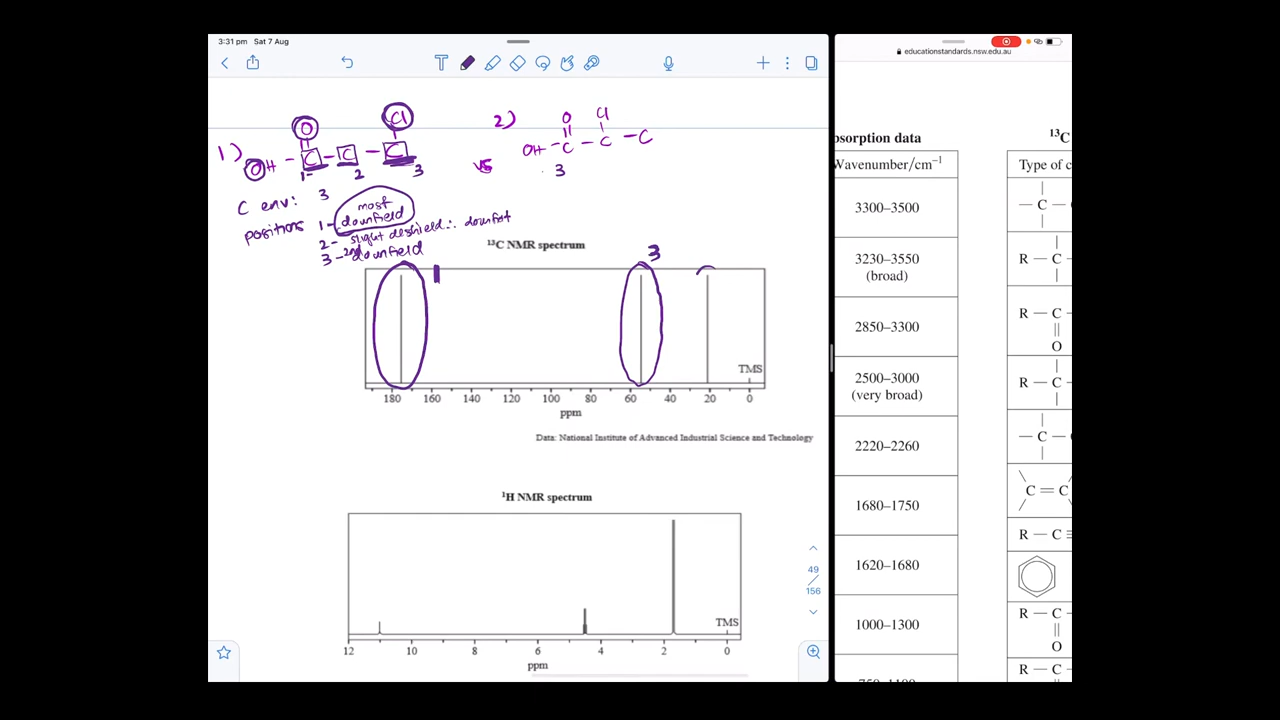 3:31 pm Sat 7 Aug
educationstandards.nsw.edu.au
1)
O
Cl
OH - C - C - C
1 2 3
vs
2)
O Cl
OH - C - C - C
3
C env: 3
positions 1 - most downfield
2 - slight deshield ∴ downfist
3 - 2nd downfield
13C NMR spectrum
1
3
TMS
180 160 140 120 100 80 60 40 20 0
ppm
Data: National Institute of Advanced Industrial Science and Technology
1H NMR spectrum
TMS
12 10 8 6 4 2 0
ppm
49
/
156
sorption data
Wavenumber/cm−1
3300–3500
3230–3550
(broad)
2850–3300
2500–3000
(very broad)
2220–2260
1680–1750
1620–1680
1000–1300
13C
Type of c
— C —
R — C —
R — C —
O
R — C —
— C —
C = C
R — C ≡
R — C —
O